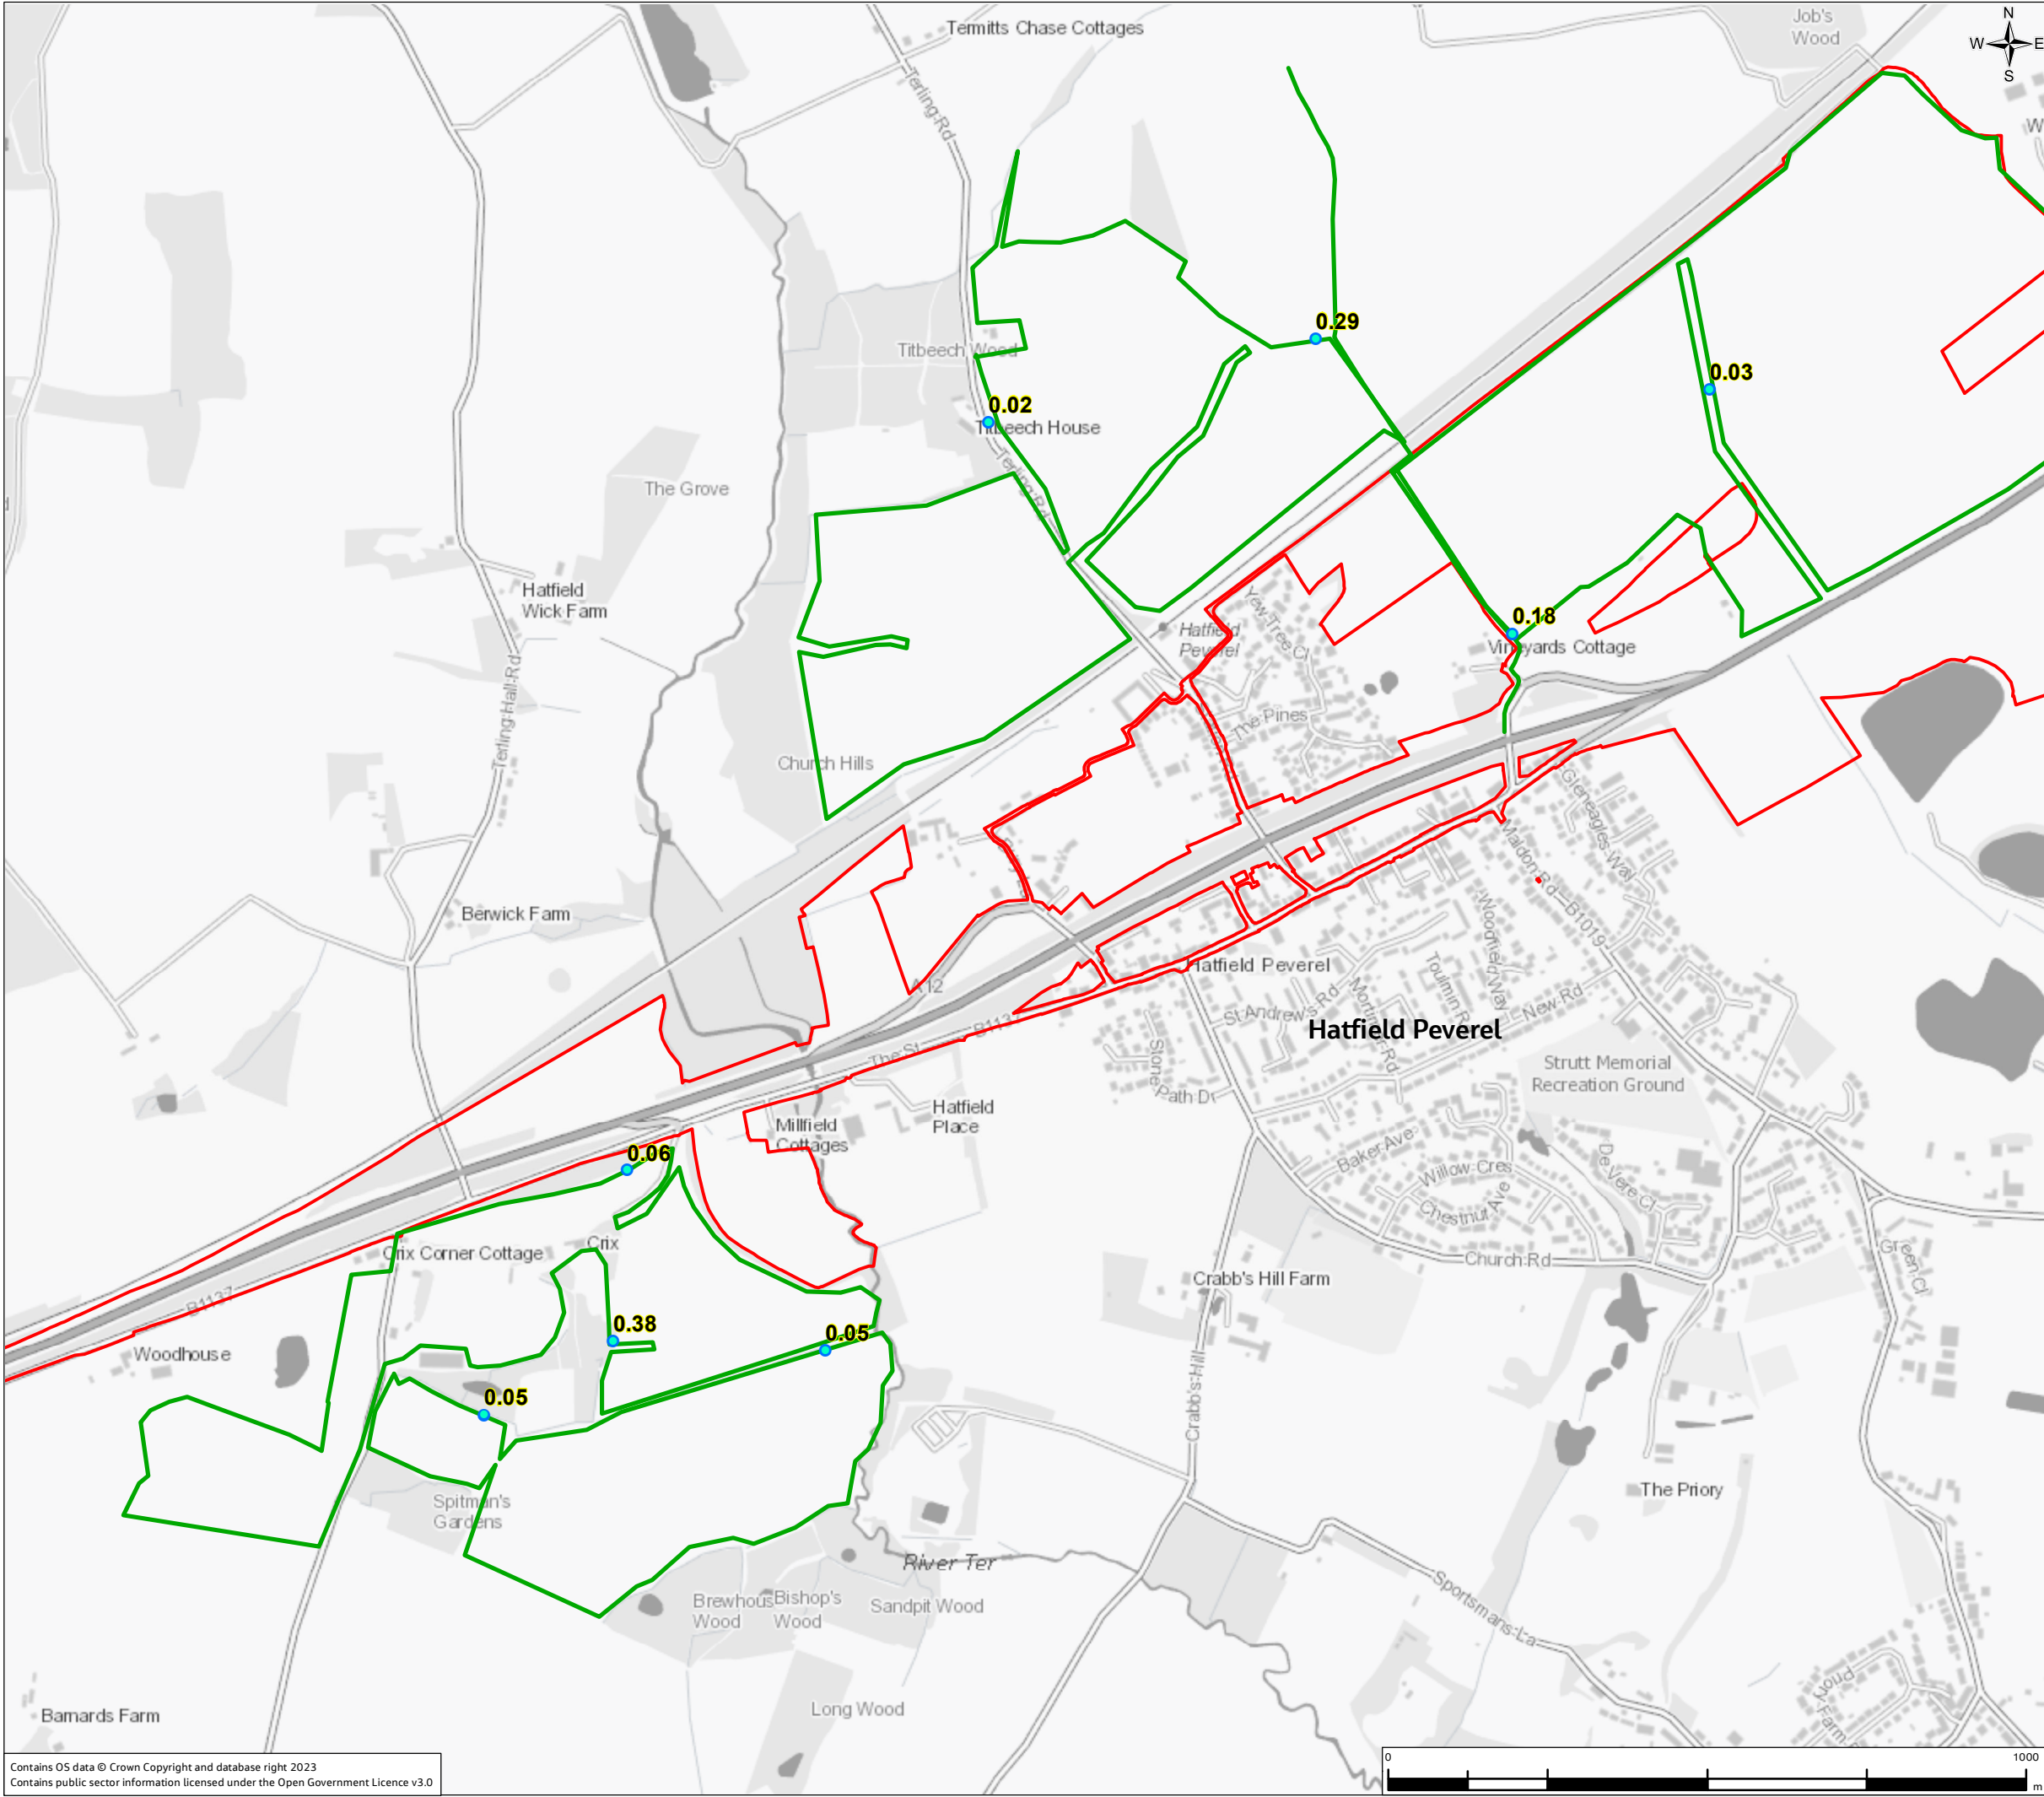 Termitts Chase Cottages
Job's
Wood
N
W
E
S
W
Terling Rd
0.29
0.03
Titbeech Wood
0.02
Titbeech House
Terling Rd
The Grove
Hatfield
Wick Farm
Yew Tree Cl
Hatfield
Peverel
0.18
Vineyards Cottage
Terling Hall Rd
The Pines
Church Hills
Gleneagles Way
Maldon Rd
B1019
Berwick Farm
Woodfield Way
Hatfield Peverel
Toulmin Rd
A12
St Andrew's Rd
New Rd
B1137
Hatfield Peverel
The St
Stone
Path Dr
Strutt Memorial
Recreation Ground
Hatfield
Place
Millfield
Cottages
0.06
Baker Ave
Willow Cres
De Vere Cl
Chestnut Ave
Crix Corner Cottage
Crix
Church Rd
Green Cl
Crabb's Hill Farm
B1137
0.38
0.05
Woodhouse
0.05
Crabb's Hill
The Priory
Spitman's
Gardens
River Ter
Brewhous
Wood
Bishop's
Wood
Sandpit Wood
Sportsmans La
Long Wood
Barnards Farm
Contains OS data © Crown Copyright and database right 2023
Contains public sector information licensed under the Open Government Licence v3.0
0
1000
m